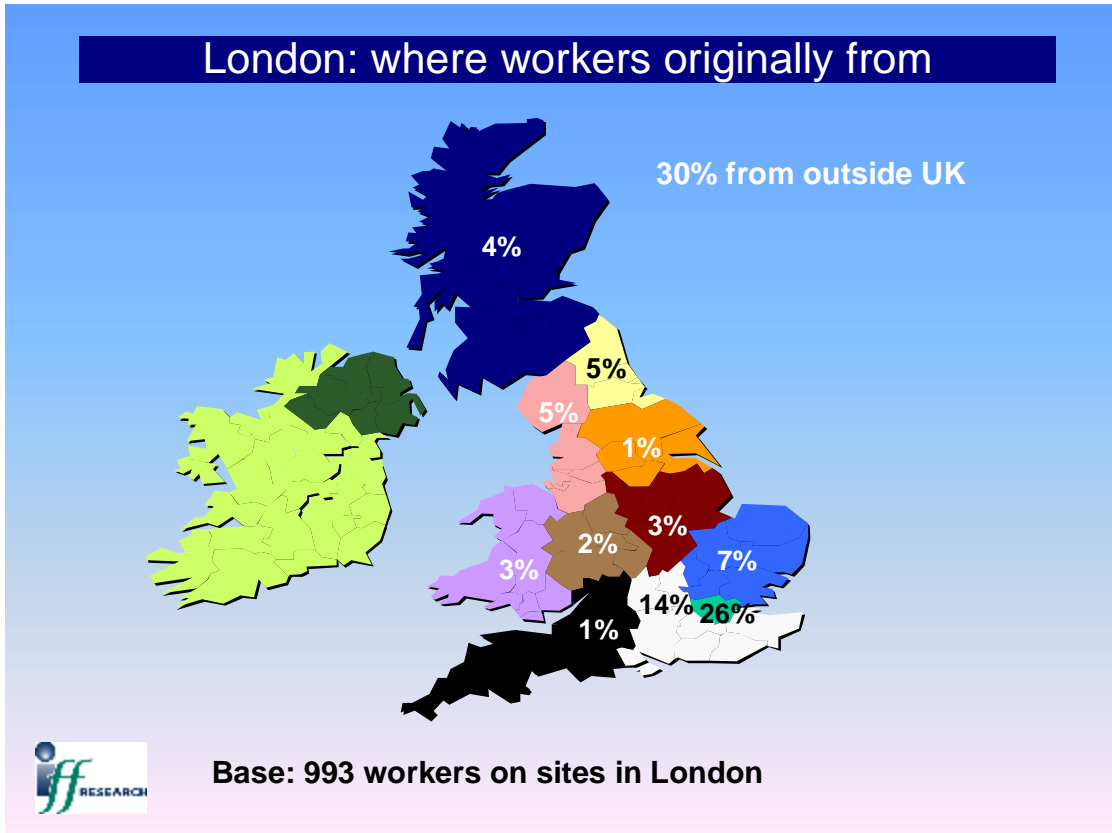 London: where workers originally from
30% from outside UK
4%
5%
5%
1%
3%
2%
7%
3%
14%
26%
1%
iff RESEARCH
Base: 993 workers on sites in London